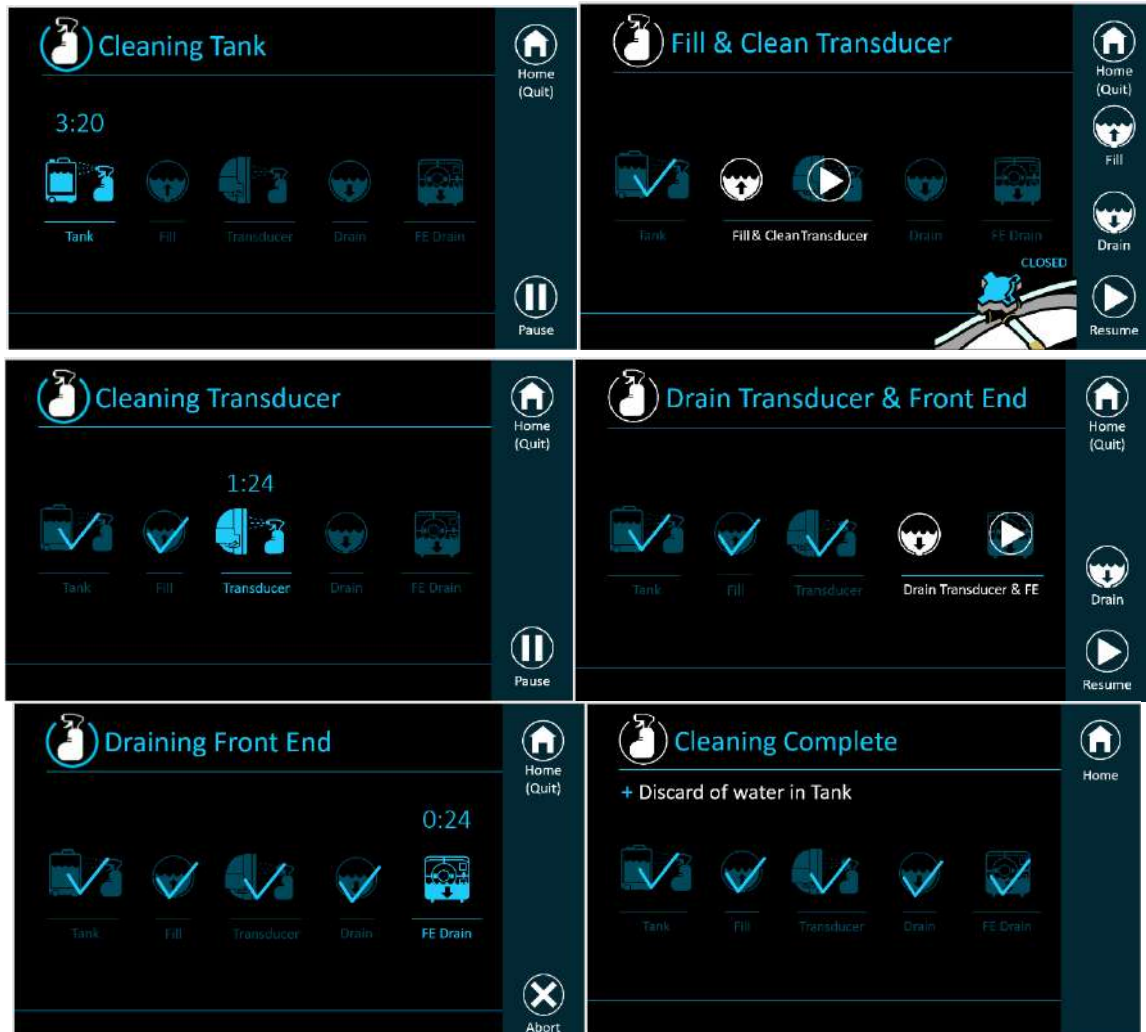 Cleaning Tank
Home
(Quit)
3:20
Tank
Fill
Transducer
Drain
FE Drain
Pause
Fill & Clean Transducer
Home
(Quit)
Fill
Drain
Resume
Tank
Fill & Clean Transducer
Drain
FE Drain
CLOSED
Cleaning Transducer
Home
(Quit)
1:24
Tank
Fill
Transducer
Drain
FE Drain
Pause
Drain Transducer & Front End
Home
(Quit)
Tank
Fill
Transducer
Drain Transducer & FE
Drain
Resume
Draining Front End
Home
(Quit)
0:24
Tank
Fill
Transducer
Drain
FE Drain
Abort
Cleaning Complete
Home
+ Discard of water in Tank
Tank
Fill
Transducer
Drain
FE Drain